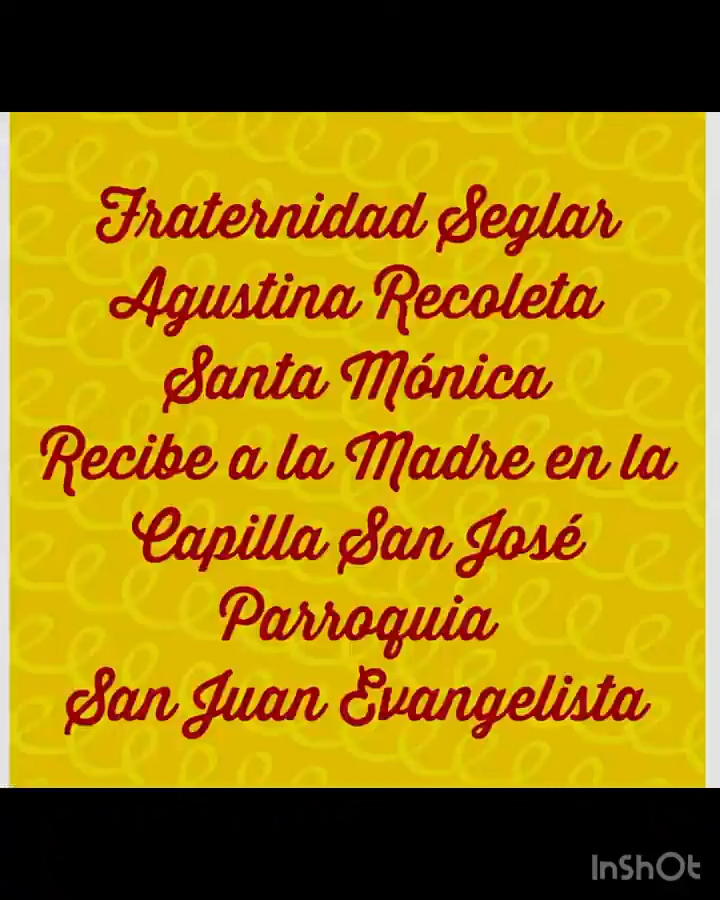 Fraternidad Seglar
Agustina Recoleta
Santa Mónica
Recibe a la Madre en la
Capilla San José
Parroquia
San Juan Evangelista
InShOt